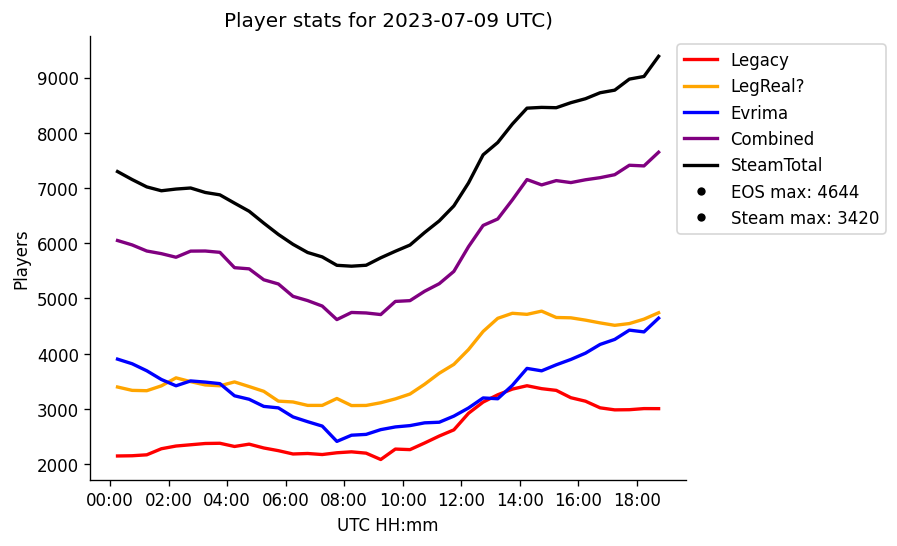 Player stats for 2023-07-09 UTC)
Legacy
LegReal?
Evrima
Combined
SteamTotal
EOS max: 4644
Steam max: 3420
Players
9000
8000
7000
6000
5000
4000
3000
2000
00:00 02:00 04:00 06:00 08:00 10:00 12:00 14:00 16:00 18:00
UTC HH:mm